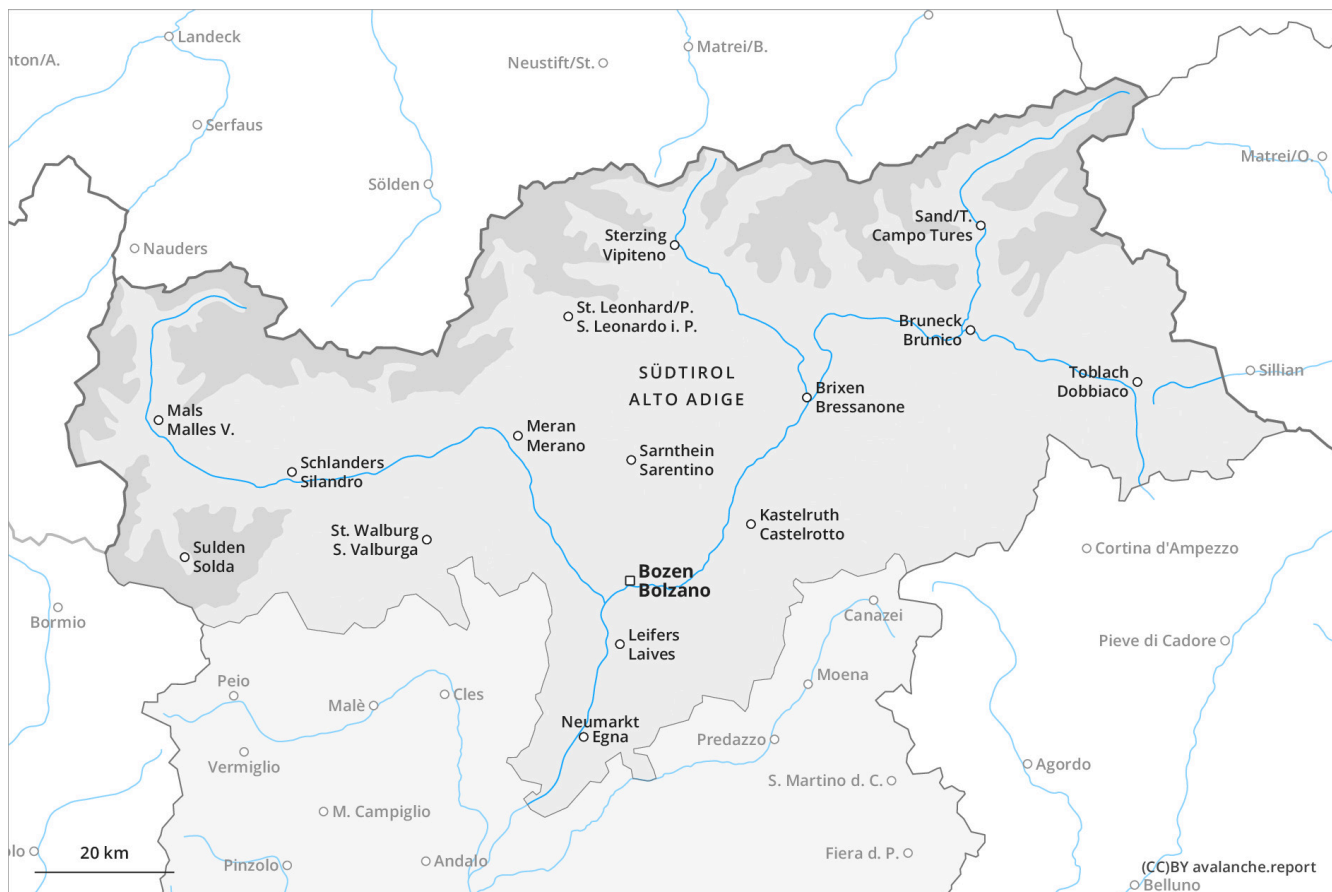 Landeck
Matrei/B.
nton/A.
Neustift/St.
Serfaus
Matrei/O.
Sölden
Sand/T.
Campo Tures
Sterzing
Vipiteno
Nauders
St. Leonhard/P.
S. Leonardo i. P.
Bruneck
Brunico
SÜDTIROL
ALTO ADIGE
Toblach
Dobbiaco
Sillian
Brixen
Bressanone
Mals
Malles V.
Meran
Merano
Sarnthein
Sarentino
Schlanders
Silandro
Kastelruth
Castelrotto
St. Walburg
S. Valburga
Sulden
Solda
Cortina d'Ampezzo
Bozen
Bolzano
Bormio
Canazei
Leifers
Laives
Pieve di Cadore
Peio
Malè
Cles
Moena
Neumarkt
Egna
Predazzo
Vermiglio
Agordo
S. Martino d. C.
M. Campiglio
20 km
olo
Pinzolo
Andalo
Fiera d. P.
(CC)BY avalanche.report
Belluno